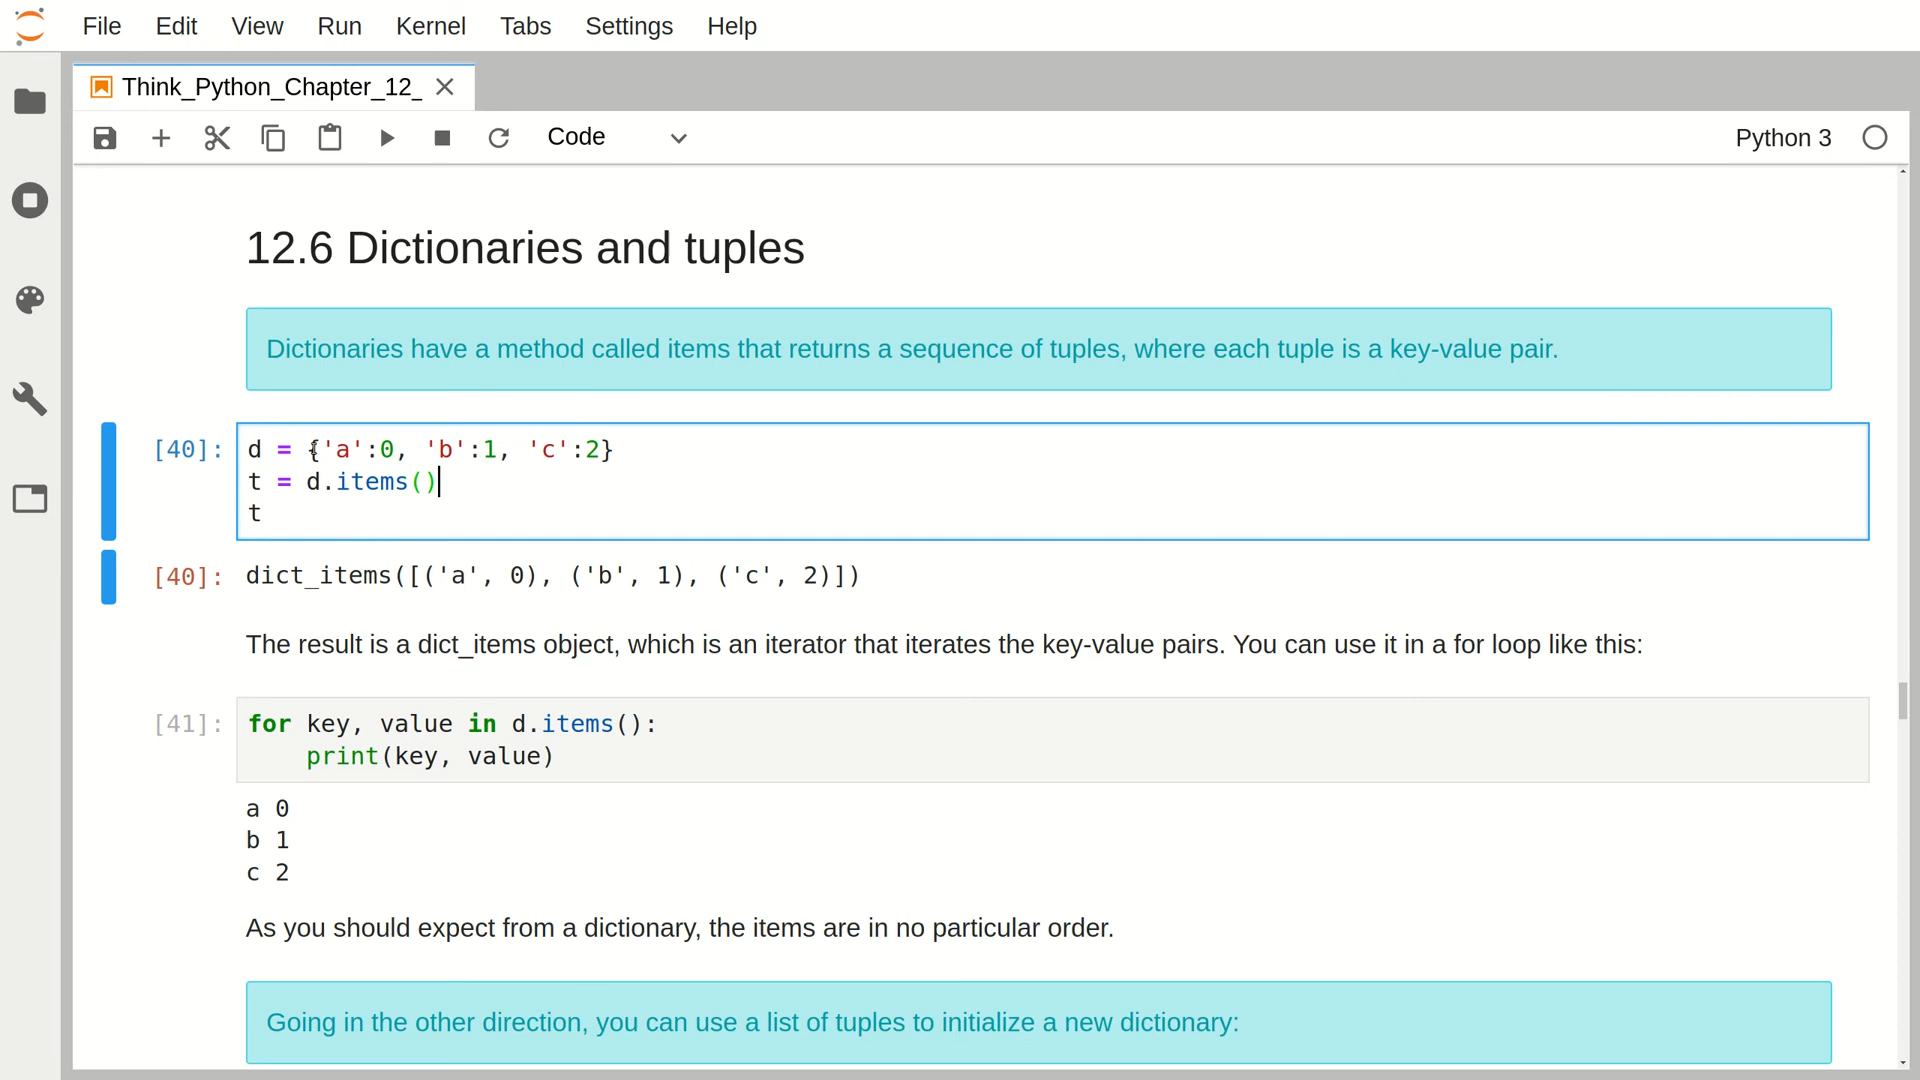 File Edit View Run Kernel Tabs Settings Help
Think_Python_Chapter_12_
Code
Python 3
12.6 Dictionaries and tuples
Dictionaries have a method called items that returns a sequence of tuples, where each tuple is a key-value pair.
[40]: d = {'a':0, 'b':1, 'c':2}
t = d.items()
t
[40]: dict_items([('a', 0), ('b', 1), ('c', 2)])
The result is a dict_items object, which is an iterator that iterates the key-value pairs. You can use it in a for loop like this:
[41]: for key, value in d.items():
print(key, value)
a 0
b 1
c 2
As you should expect from a dictionary, the items are in no particular order.
Going in the other direction, you can use a list of tuples to initialize a new dictionary: